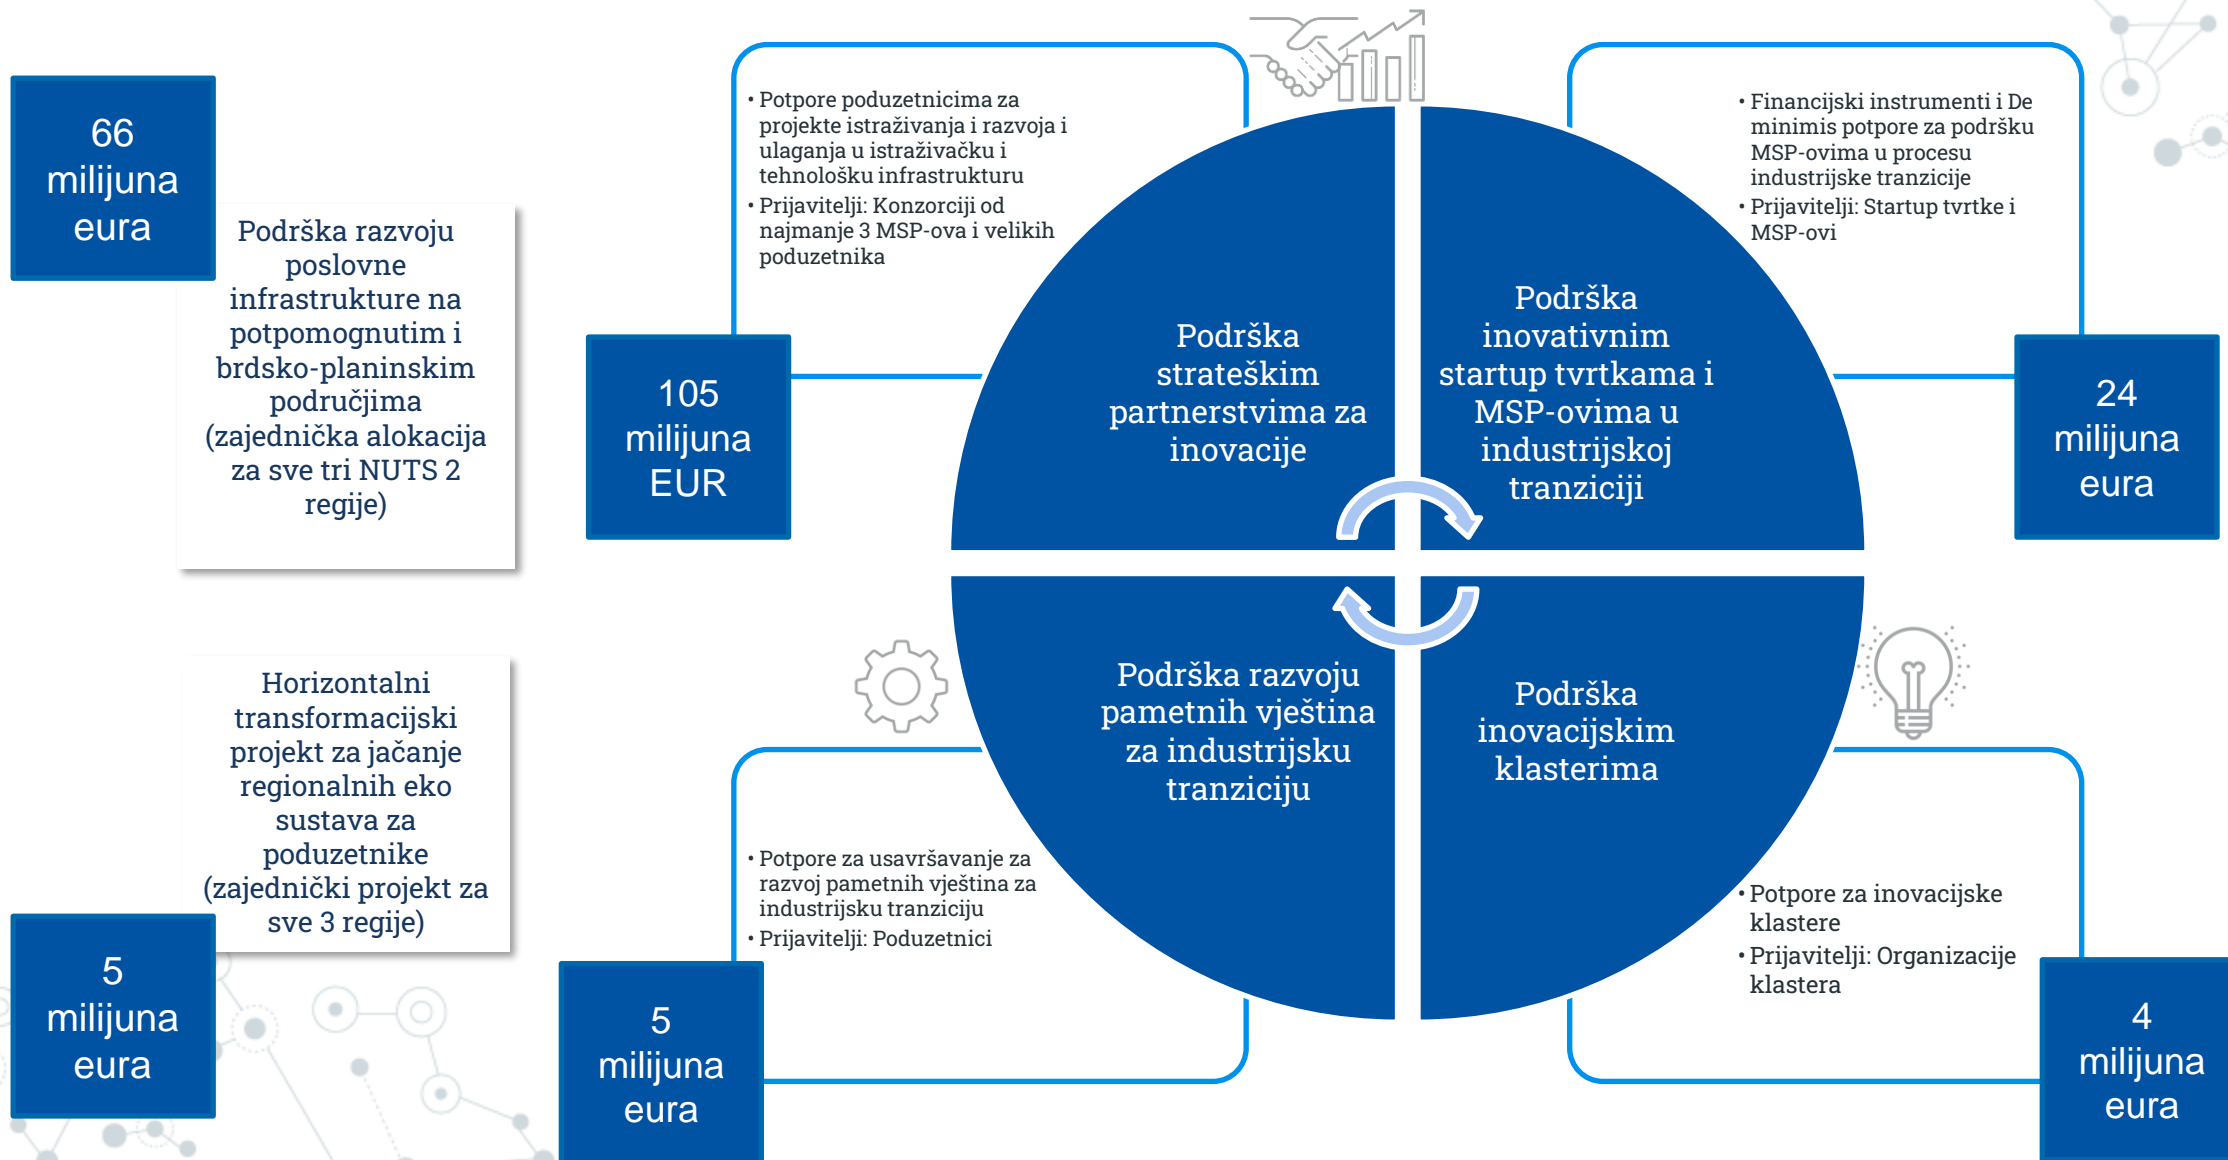 66
milijuna
eura
Podrška razvoju
poslovne
infrastrukture na
potpomognutim i
brdsko-planinskim
područjima
(zajednička alokacija
za sve tri NUTS 2
regije)
Horizontalni
transformacijski
projekt za jačanje
regionalnih eko
sustava za
poduzetnike
(zajednički projekt za
sve 3 regije)
5
milijuna
eura
• Potpore poduzetnicima za
projekte istraživanja i razvoja i
ulaganja u istraživačku i
tehnološku infrastrukturu
• Prijavitelji: Konzorciji od
najmanje 3 MSP-ova i velikih
poduzetnika
105
milijuna
EUR
Podrška
strateškim
partnerstvima za
inovacije
Podrška
inovativnim
startup tvrtkama i
MSP-ovima u
industrijskoj
tranziciji
• Financijski instrumenti i De
minimis potpore za podršku
MSP-ovima u procesu
industrijske tranzicije
• Prijavitelji: Startup tvrtke i
MSP-ovi
24
milijuna
eura
Podrška razvoju
pametnih vještina
za industrijsku
tranziciju
Podrška
inovacijskim
klasterima
• Potpore za usavršavanje za
razvoj pametnih vještina za
industrijsku tranziciju
• Prijavitelji: Poduzetnici
5
milijuna
eura
• Potpore za inovacijske
klastere
• Prijavitelji: Organizacije
klastera
4
milijuna
eura